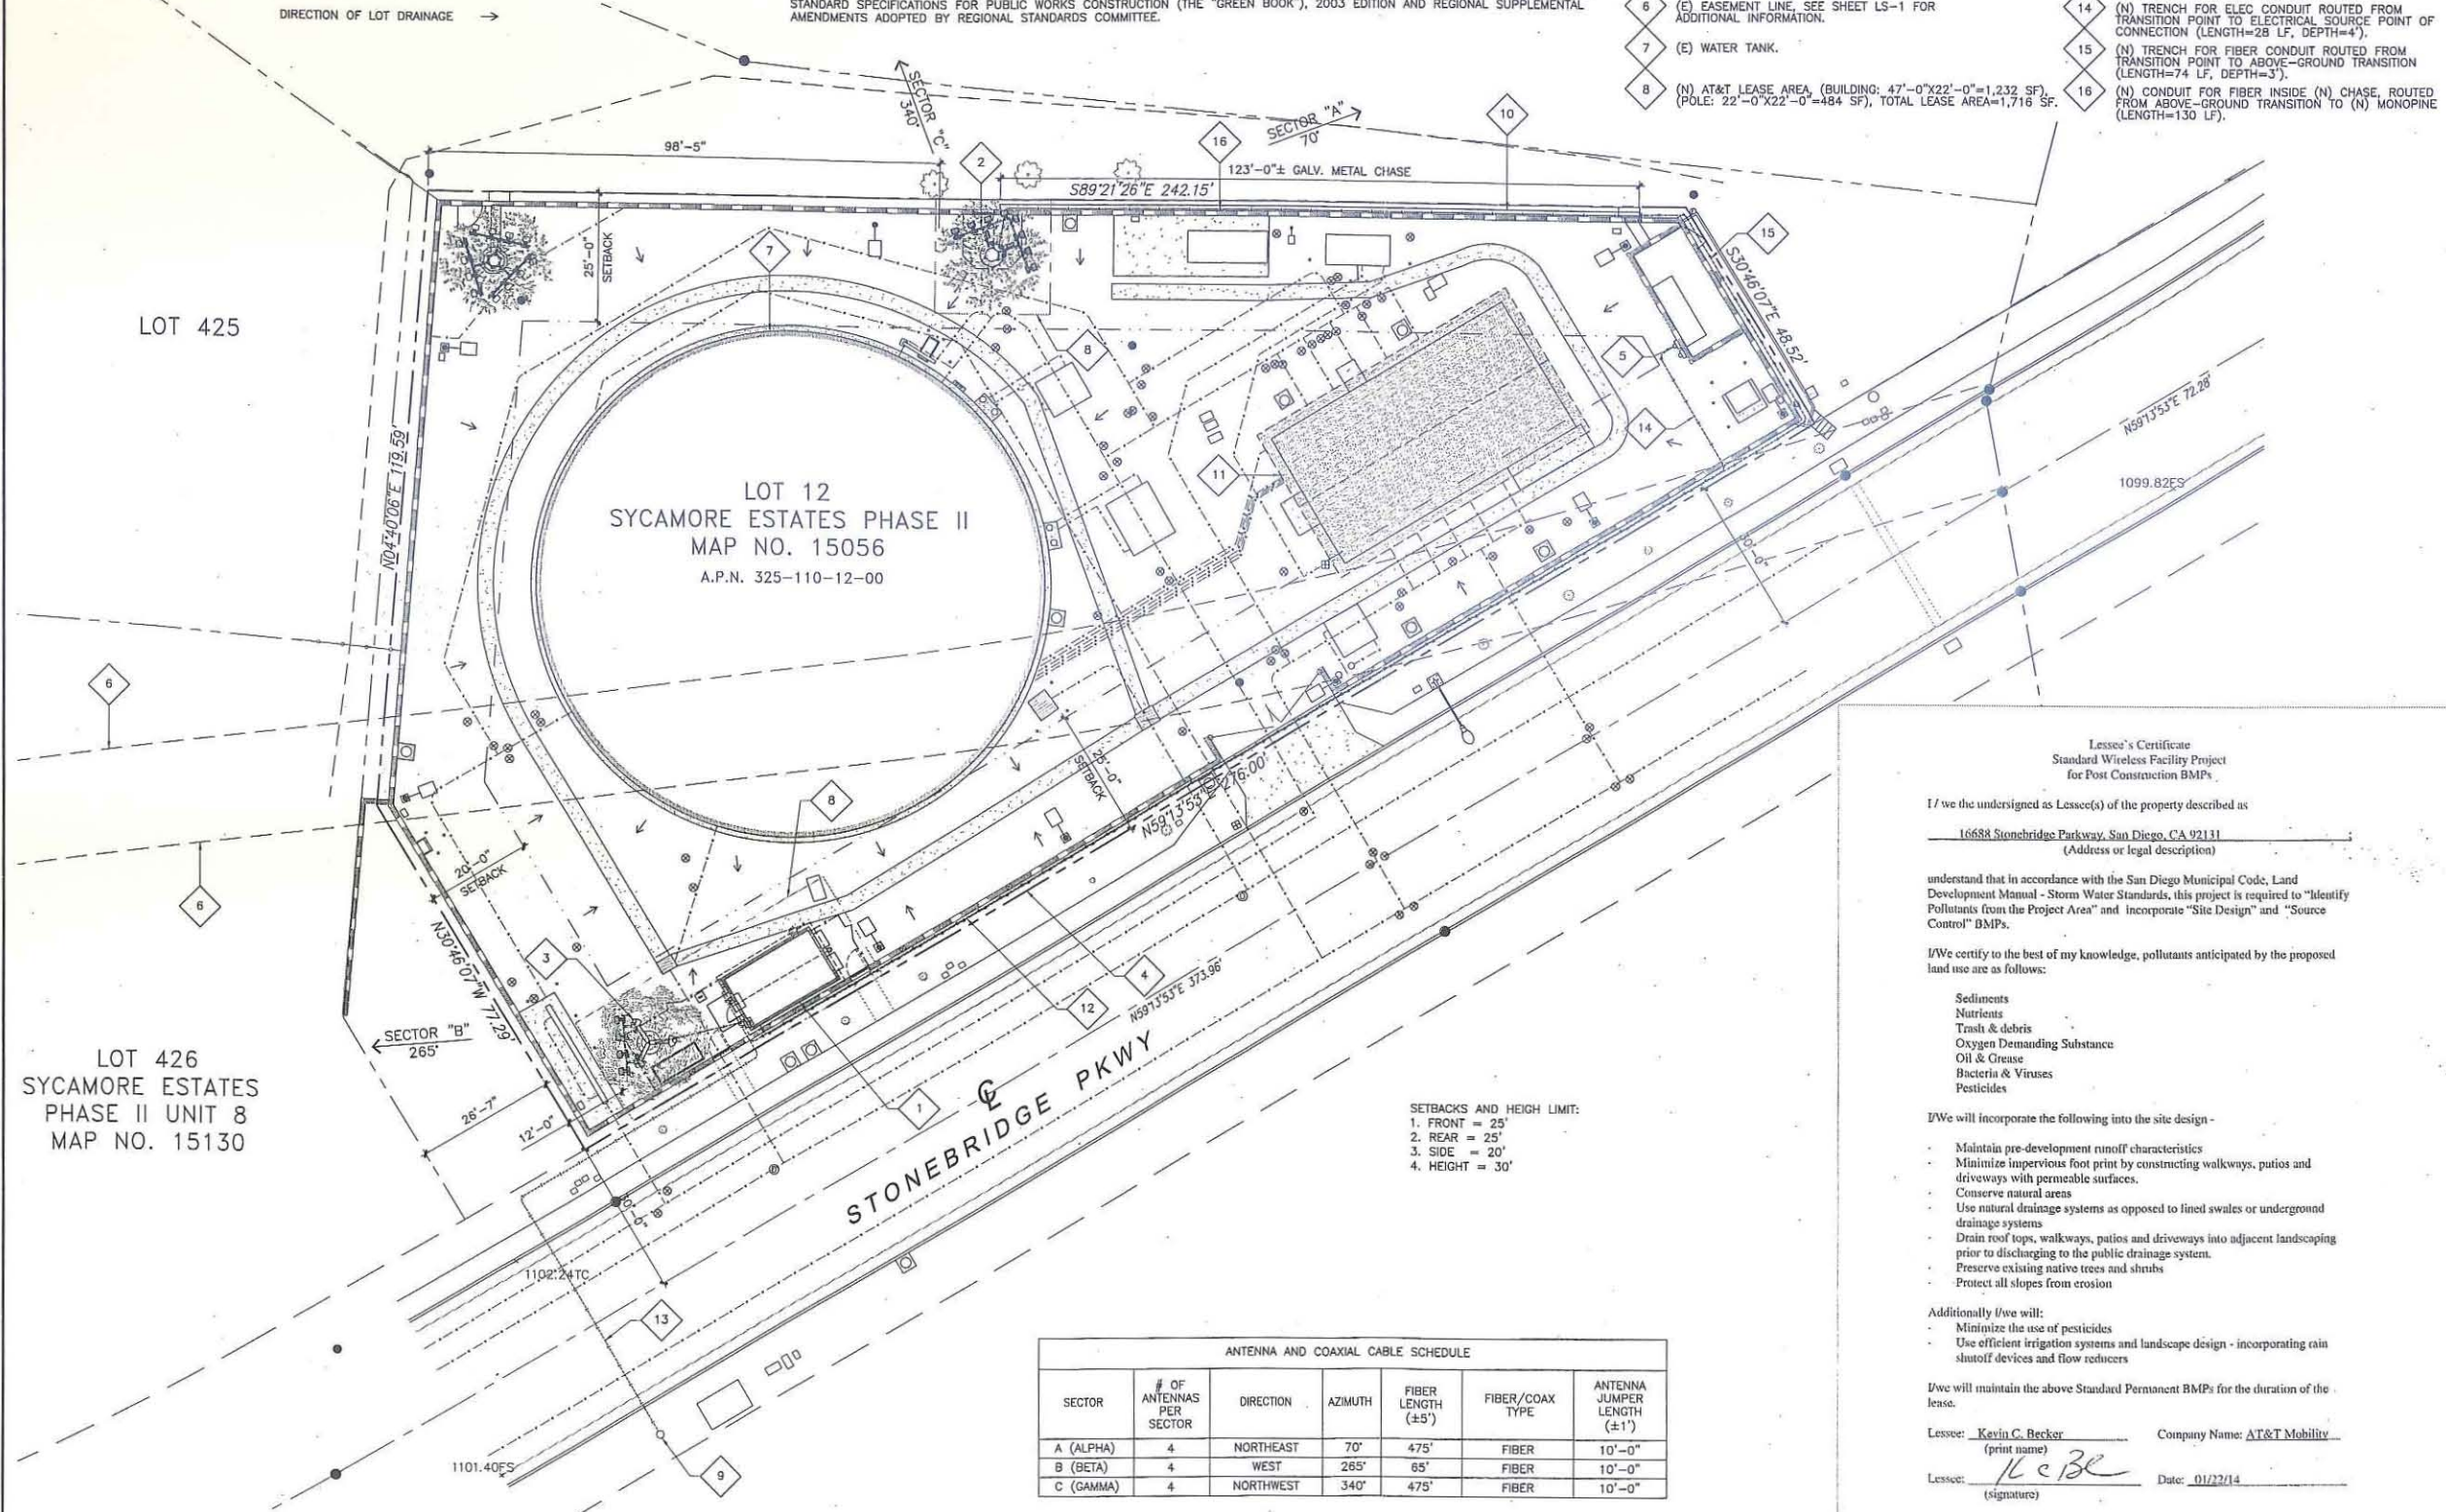 DIRECTION OF LOT DRAINAGE →
STANDARD SPECIFICATIONS FOR PUBLIC WORKS CONSTRUCTION (THE "GREEN BOOK"), 2003 EDITION AND REGIONAL SUPPLEMENTAL
AMENDMENTS ADOPTED BY REGIONAL STANDARDS COMMITTEE.
6 (E) EASEMENT LINE, SEE SHEET LS-1 FOR
ADDITIONAL INFORMATION.
7 (E) WATER TANK.
8 (N) AT&T LEASE AREA, (BUILDING: 47'-0"X22'-0"=1,232 SF),
(POLE: 22'-0"X22'-0"=484 SF), TOTAL LEASE AREA=1,716 SF.
14 (N) TRENCH FOR ELEC CONDUIT ROUTED FROM
TRANSITION POINT TO ELECTRICAL SOURCE POINT OF
CONNECTION (LENGTH=28 LF, DEPTH=4').
15 (N) TRENCH FOR FIBER CONDUIT ROUTED FROM
TRANSITION POINT TO ABOVE-GROUND TRANSITION
(LENGTH=74 LF, DEPTH=3').
16 (N) CONDUIT FOR FIBER INSIDE (N) CHASE, ROUTED
FROM ABOVE-GROUND TRANSITION TO (N) MONOPINE
(LENGTH=130 LF).
SECTOR "C"
340°
SECTOR "A"
70°
98'-5"
2
16
10
123'-0"± GALV. METAL CHASE
S89°21'26"E 242.15'
25'-0"
SETBACK
7
15
S30°46'07"E 48.52'
LOT 425
8
5
14
11
N04°40'06"E 119.59'
N59°13'53"E 72.28'
1099.82FS
LOT 12
SYCAMORE ESTATES PHASE II
MAP NO. 15056
A.P.N. 325-110-12-00
6
6
8
25'-0"
SETBACK
N59°13'53"
276.00'
20'-0"
SETBACK
N30°46'07"W 77.29'
3
4
12
N59°13'53"E 373.96'
SECTOR "B"
265°
LOT 426
SYCAMORE ESTATES
PHASE II UNIT 8
MAP NO. 15130
26'-7"
12'-0"
1
STONEBRIDGE PKWY
1102.24TC
13
1101.40FS
9
SETBACKS AND HEIGH LIMIT:
1. FRONT = 25'
2. REAR = 25'
3. SIDE = 20'
4. HEIGHT = 30'
ANTENNA AND COAXIAL CABLE SCHEDULE
SECTOR # OF ANTENNAS PER SECTOR DIRECTION AZIMUTH FIBER LENGTH (±5') FIBER/COAX TYPE ANTENNA JUMPER LENGTH (±1')
A (ALPHA) 4 NORTHEAST 70° 475' FIBER 10'-0"
B (BETA) 4 WEST 265° 65' FIBER 10'-0"
C (GAMMA) 4 NORTHWEST 340° 475' FIBER 10'-0"
Lessee's Certificate
Standard Wireless Facility Project
for Post Construction BMPs
I / we the undersigned as Lessee(s) of the property described as
16688 Stonebridge Parkway, San Diego, CA 92131 ;
(Address or legal description)
understand that in accordance with the San Diego Municipal Code, Land
Development Manual - Storm Water Standards, this project is required to "Identify
Pollutants from the Project Area" and incorporate "Site Design" and "Source
Control" BMPs.
I/We certify to the best of my knowledge, pollutants anticipated by the proposed
land use are as follows:
Sediments
Nutrients
Trash & debris
Oxygen Demanding Substance
Oil & Grease
Bacteria & Viruses
Pesticides
I/We will incorporate the following into the site design -
- Maintain pre-development runoff characteristics
- Minimize impervious foot print by constructing walkways, patios and
driveways with permeable surfaces.
- Conserve natural areas
- Use natural drainage systems as opposed to lined swales or underground
drainage systems
- Drain roof tops, walkways, patios and driveways into adjacent landscaping
prior to discharging to the public drainage system.
- Preserve existing native trees and shrubs
- Protect all slopes from erosion
Additionally I/we will:
- Minimize the use of pesticides
- Use efficient irrigation systems and landscape design - incorporating rain
shutoff devices and flow reducers
I/we will maintain the above Standard Permanent BMPs for the duration of the
lease.
Lessee: Kevin C. Becker Company Name: AT&T Mobility
(print name)
Lessee: Date: 01/22/14
(signature)